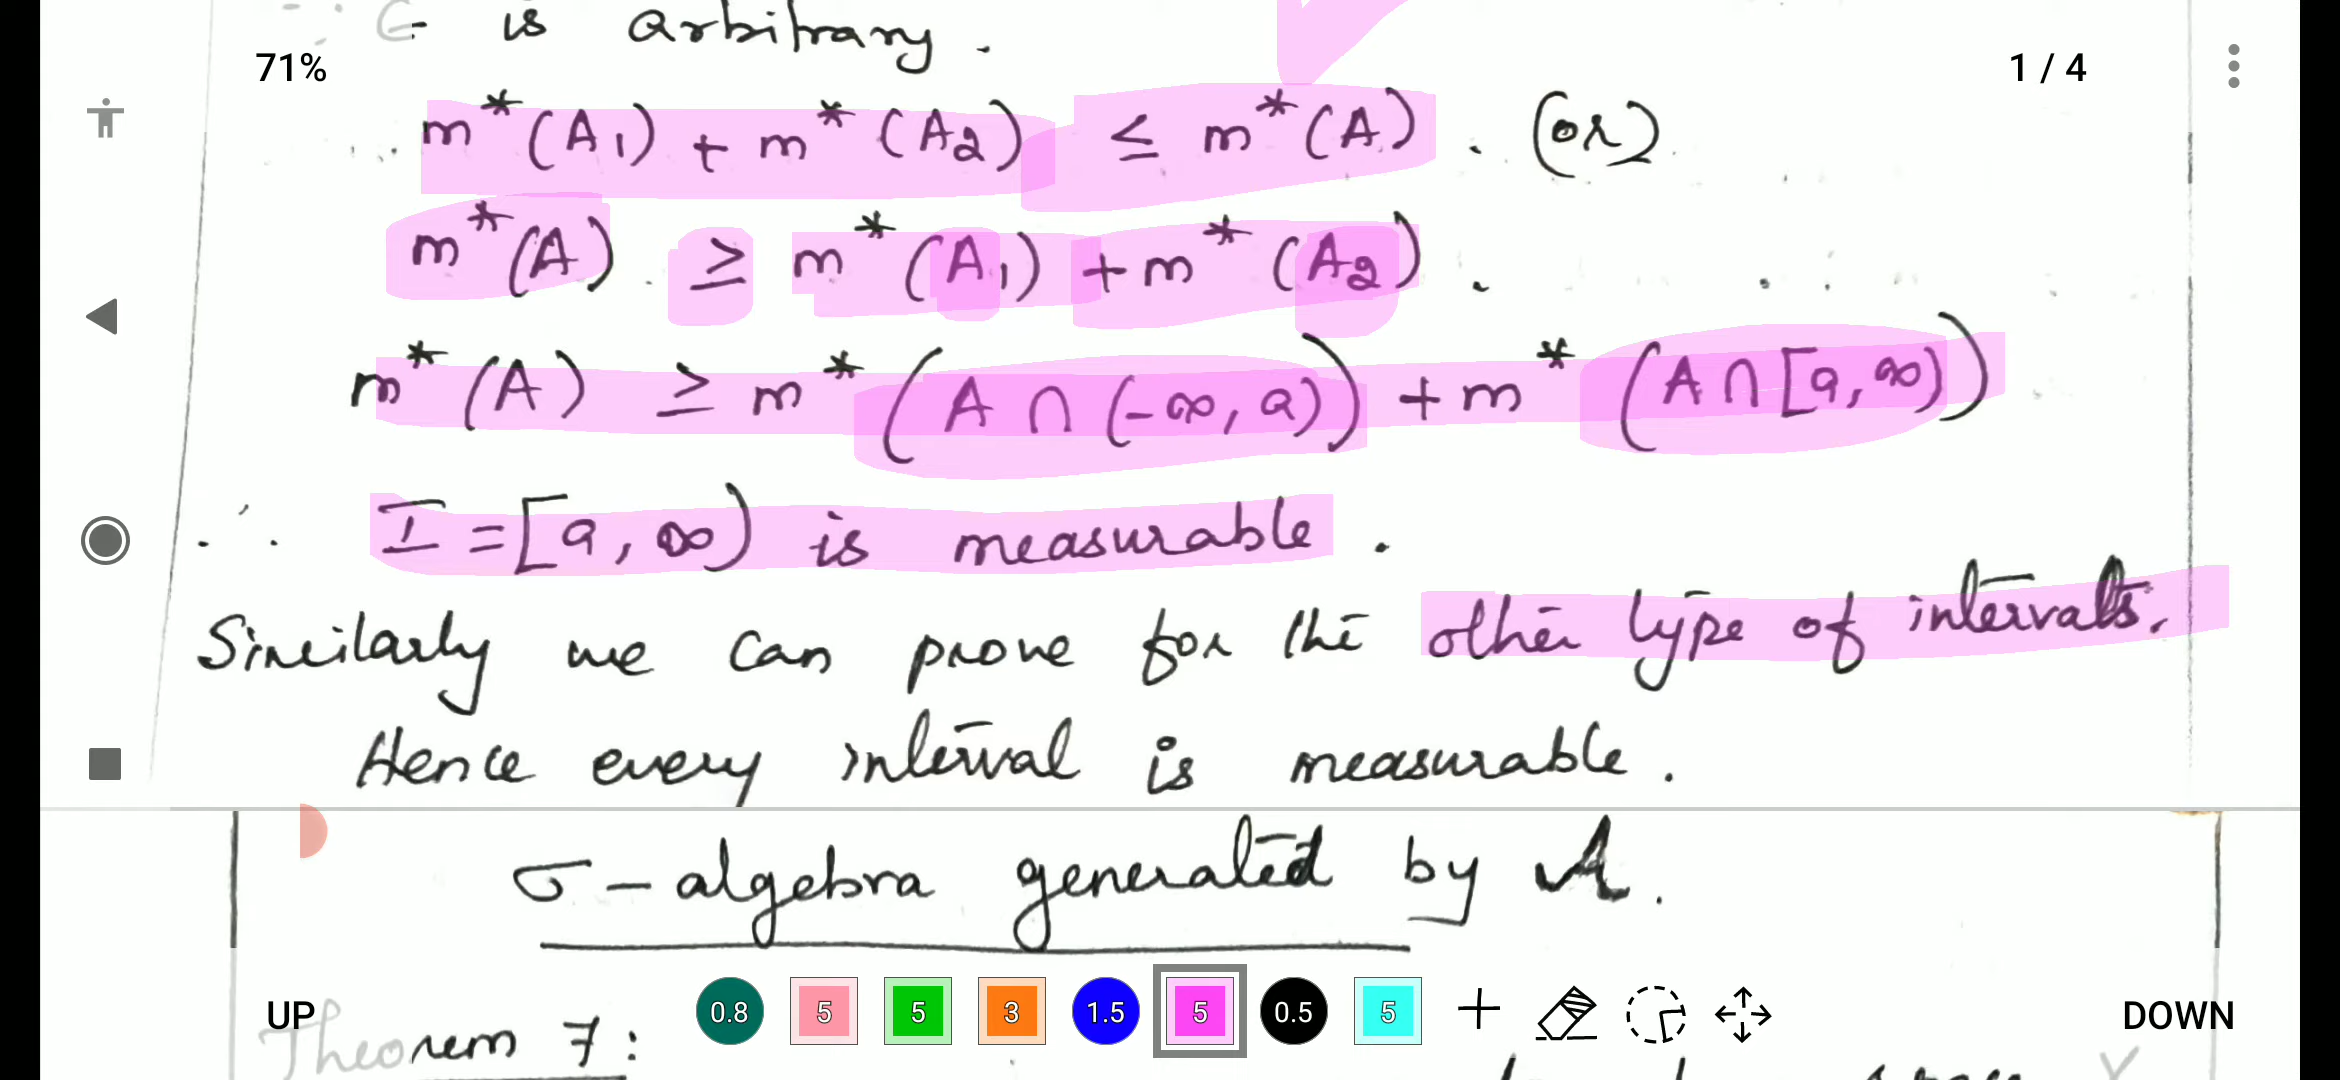 ∈ is arbitrary.
71%
1 / 4
m*(A1) + m*(A2) ≤ m*(A). (or)
m*(A) ≥ m*(A1) + m*(A2).
m*(A) ≥ m*(A ∩ (-∞, a)) + m*(A ∩ [a, ∞))
∴ I = [a, ∞) is measurable.
Similarly we can prove for the other type of intervals.
Hence every interval is measurable.
σ - algebra generated by A.
UP 0.8 5 5 3 1.5 5 0.5 5 DOWN
Theorem 7: